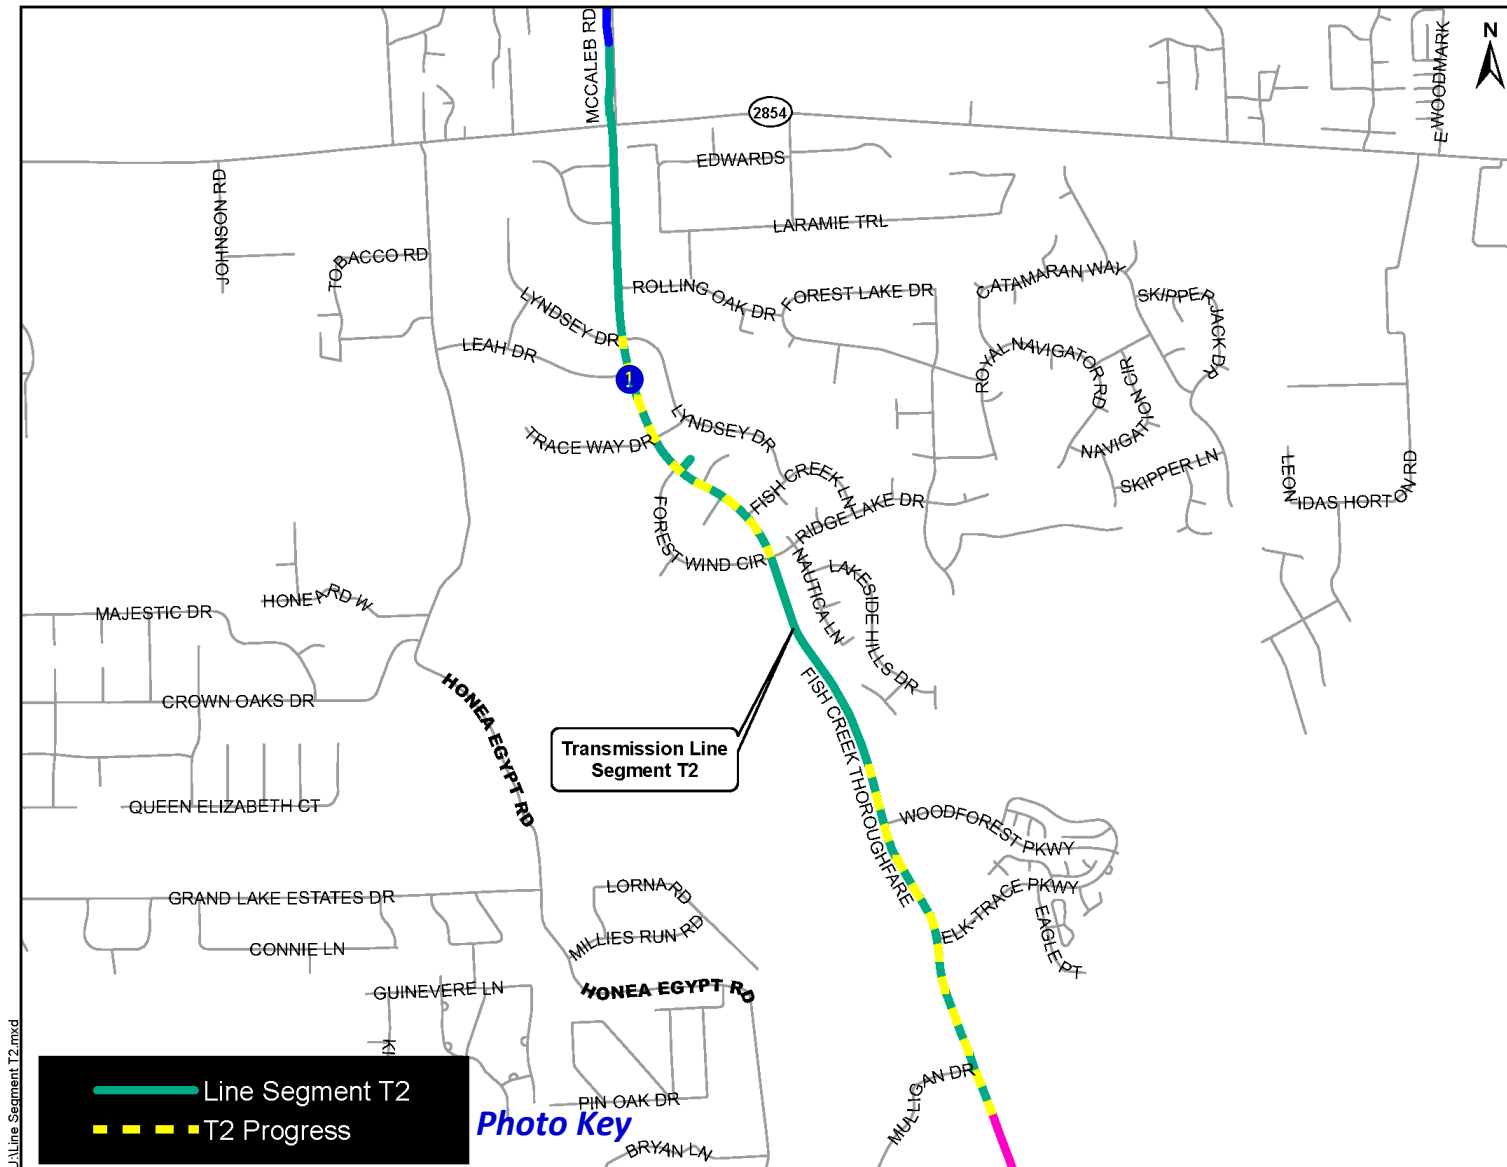 MCCALEB RD
N
E WOODMARK
2854
EDWARDS
JOHNSON RD
LARAMIE TRL
TOBACCO RD
ROLLING OAK DR
FOREST LAKE DR
CATAMARAN WAY
SKIPPER JACK DR
LYNDSEY DR
LEAH DR
1
ROYAL NAVIGATOR RD
NAVIGATION CIR
LYNDSEY DR
TRACE WAY DR
FISH CREEK LN
SKIPPER LN
LEONIDAS HORTON RD
RIDGE LAKE DR
FOREST WIND CIR
NAUTICA LN
LAKESIDE HILLS DR
HONEA RD W
MAJESTIC DR
CROWN OAKS DR
HONEA EGYPT RD
FISH CREEK THOROUGHFARE
Transmission Line
Segment T2
QUEEN ELIZABETH CT
WOODFOREST PKWY
GRAND LAKE ESTATES DR
LORNA RD
ELK-TRACE PKWY
EAGLE PT
MILLIES RUN RD
CONNIE LN
GUINEVERE LN
HONEA EGYPT RD
KI
MULLIGAN DR
PIN OAK DR
BRYAN LN
Line Segment T2
T2 Progress
Photo Key
J:\Line Segment T2.mxd